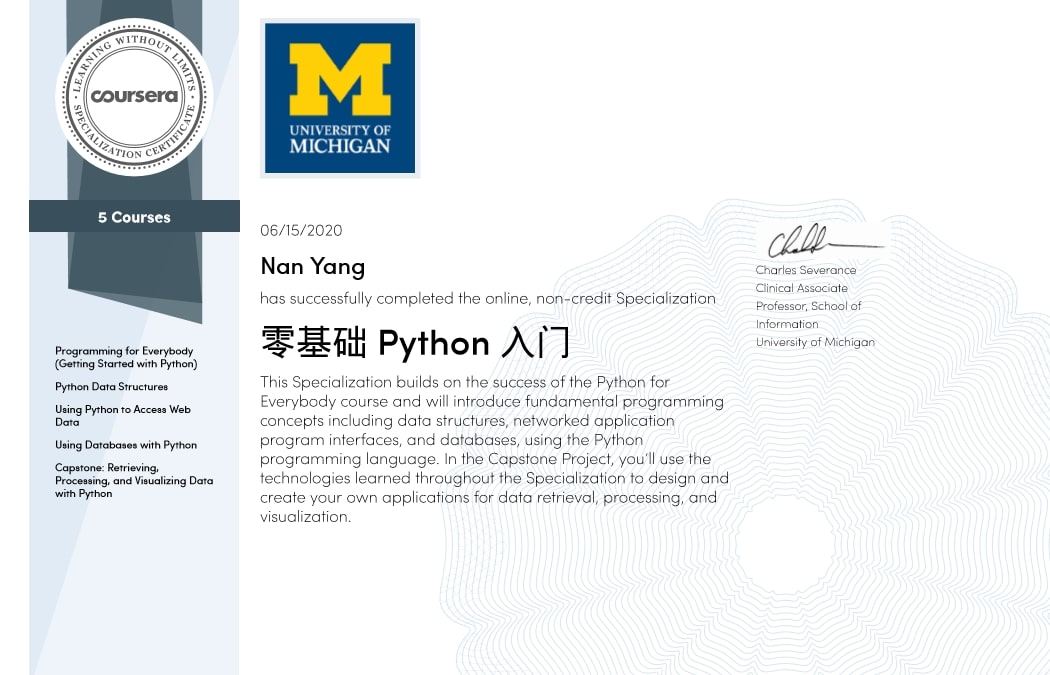 LEARNING WITHOUT LIMITS
coursera
SPECIALIZATION CERTIFICATE
5 Courses
Programming for Everybody
(Getting Started with Python)
Python Data Structures
Using Python to Access Web
Data
Using Databases with Python
Capstone: Retrieving,
Processing, and Visualizing Data
with Python
M
UNIVERSITY OF
MICHIGAN
06/15/2020
Nan Yang
has successfully completed the online, non-credit Specialization
零基础 Python 入门
This Specialization builds on the success of the Python for
Everybody course and will introduce fundamental programming
concepts including data structures, networked application
program interfaces, and databases, using the Python
programming language. In the Capstone Project, you’ll use the
technologies learned throughout the Specialization to design and
create your own applications for data retrieval, processing, and
visualization.
Charles Severance
Clinical Associate
Professor, School of
Information
University of Michigan